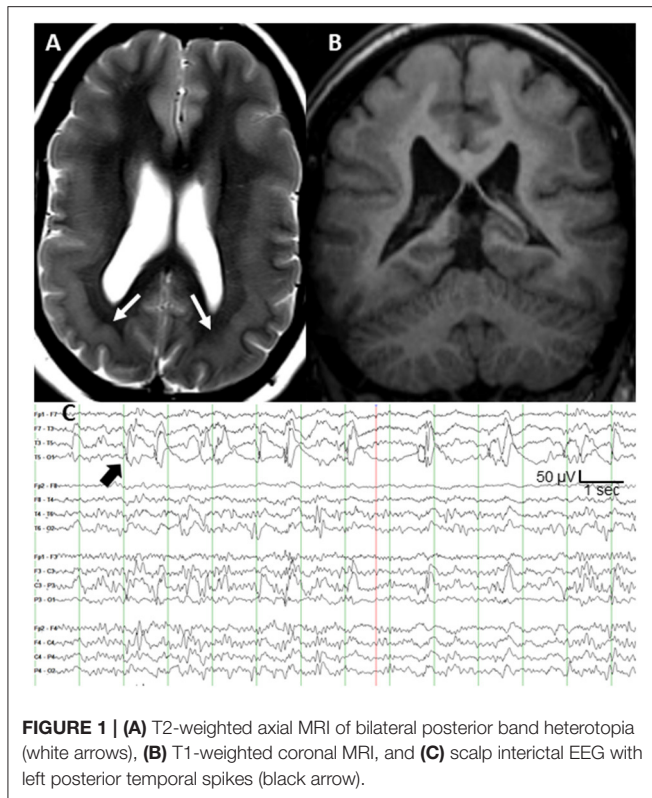 A
B
C
Fp1 - F7
F7 - T3
T3 - T5
T5 - O1
50 µV
1 sec
Fp2 - F8
F8 - T4
T4 - T6
T6 - O2
Fp1 - F3
F3 - C3
C3 - P3
P3 - O1
Fp2 - F4
F4 - C4
C4 - P4
P4 - O2
FIGURE 1 | (A) T2-weighted axial MRI of bilateral posterior band heterotopia
(white arrows), (B) T1-weighted coronal MRI, and (C) scalp interictal EEG with
left posterior temporal spikes (black arrow).